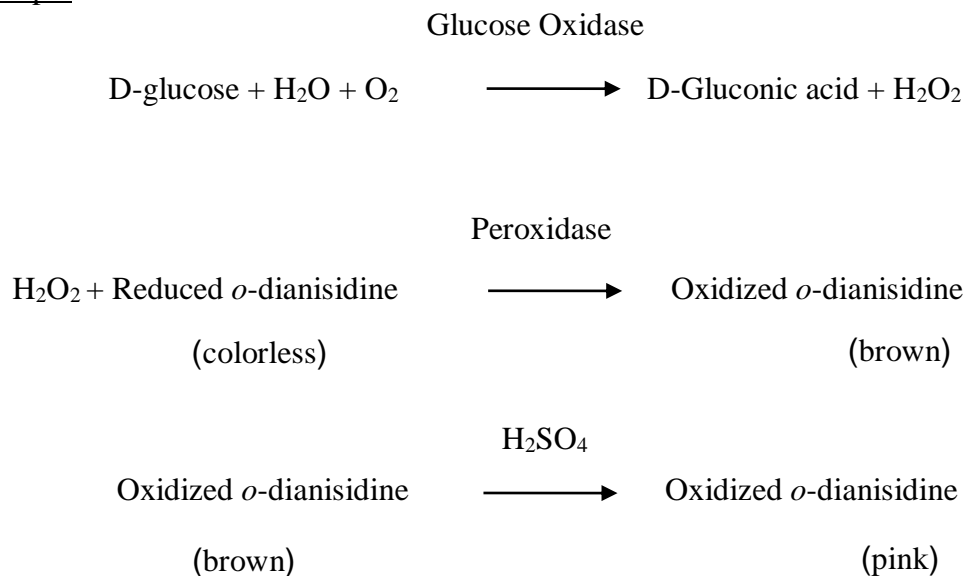 Glucose Oxidase
D-glucose + H₂O + O₂ ⟶ D-Gluconic acid + H₂O₂
Peroxidase
H₂O₂ + Reduced o-dianisidine ⟶ Oxidized o-dianisidine
(colorless) (brown)
H₂SO₄
Oxidized o-dianisidine ⟶ Oxidized o-dianisidine
(brown) (pink)